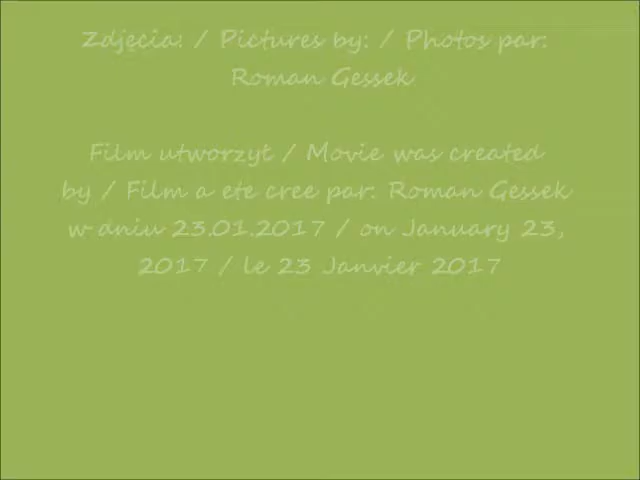 Zdjęcia: / Pictures by: / Photos par:
Roman Gessek
Film utworzył / Movie was created
by / Film a ete cree par: Roman Gessek
w dniu 23.01.2017 / on January 23,
2017 / le 23 Janvier 2017